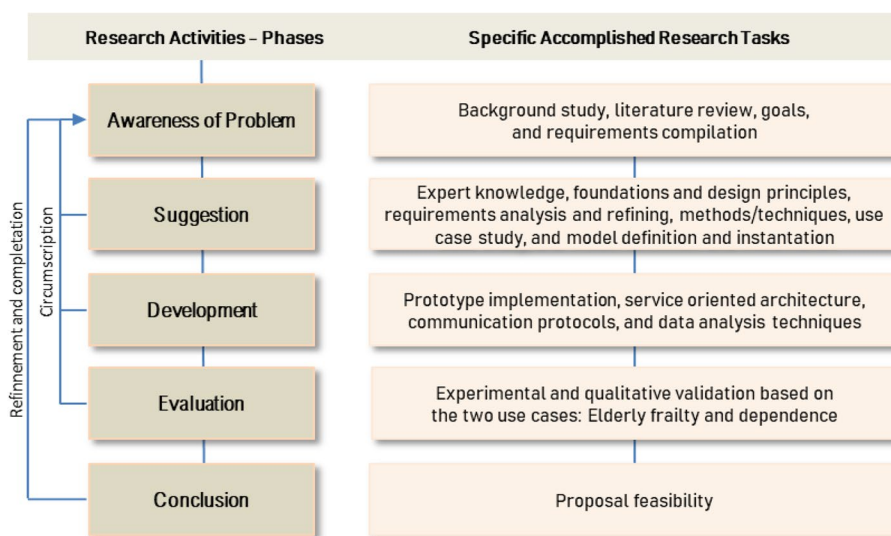 Research Activities – Phases
Specific Accomplished Research Tasks
Awareness of Problem
Background study, literature review, goals,
and requirements compilation
Suggestion
Expert knowledge, foundations and design principles,
requirements analysis and refining, methods/techniques, use
case study, and model definition and instantation
Development
Prototype implementation, service oriented architecture,
communication protocols, and data analysis techniques
Evaluation
Experimental and qualitative validation based on
the two use cases: Elderly frailty and dependence
Conclusion
Proposal feasibility
Refinnement and completation
Circumscription